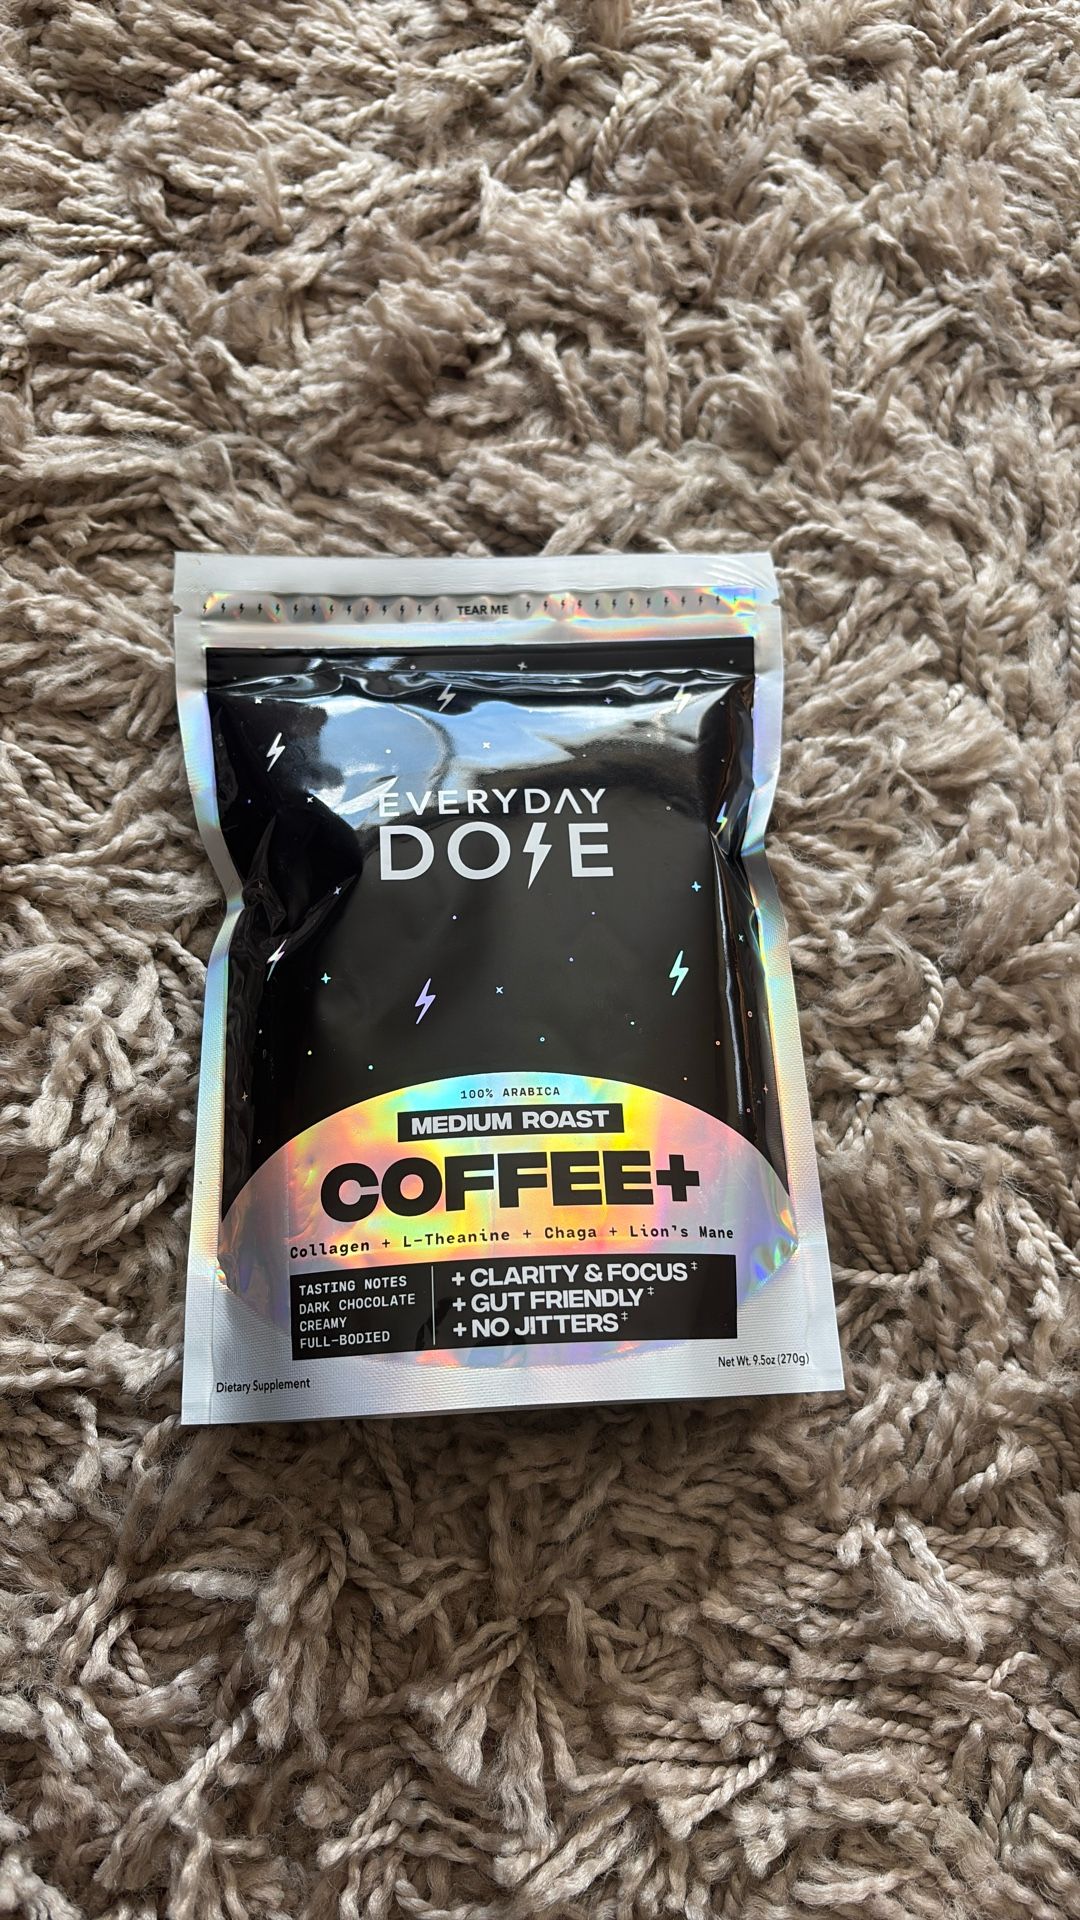 TEAR ME
EVERYDAY
DOSE
100% ARABICA
MEDIUM ROAST
COFFEE+
Collagen + L-Theanine + Chaga + Lion's Mane
TASTING NOTES
DARK CHOCOLATE
CREAMY
FULL-BODIED
+ CLARITY & FOCUS‡
+ GUT FRIENDLY‡
+ NO JITTERS‡
Dietary Supplement
Net Wt. 9.5oz (270g)